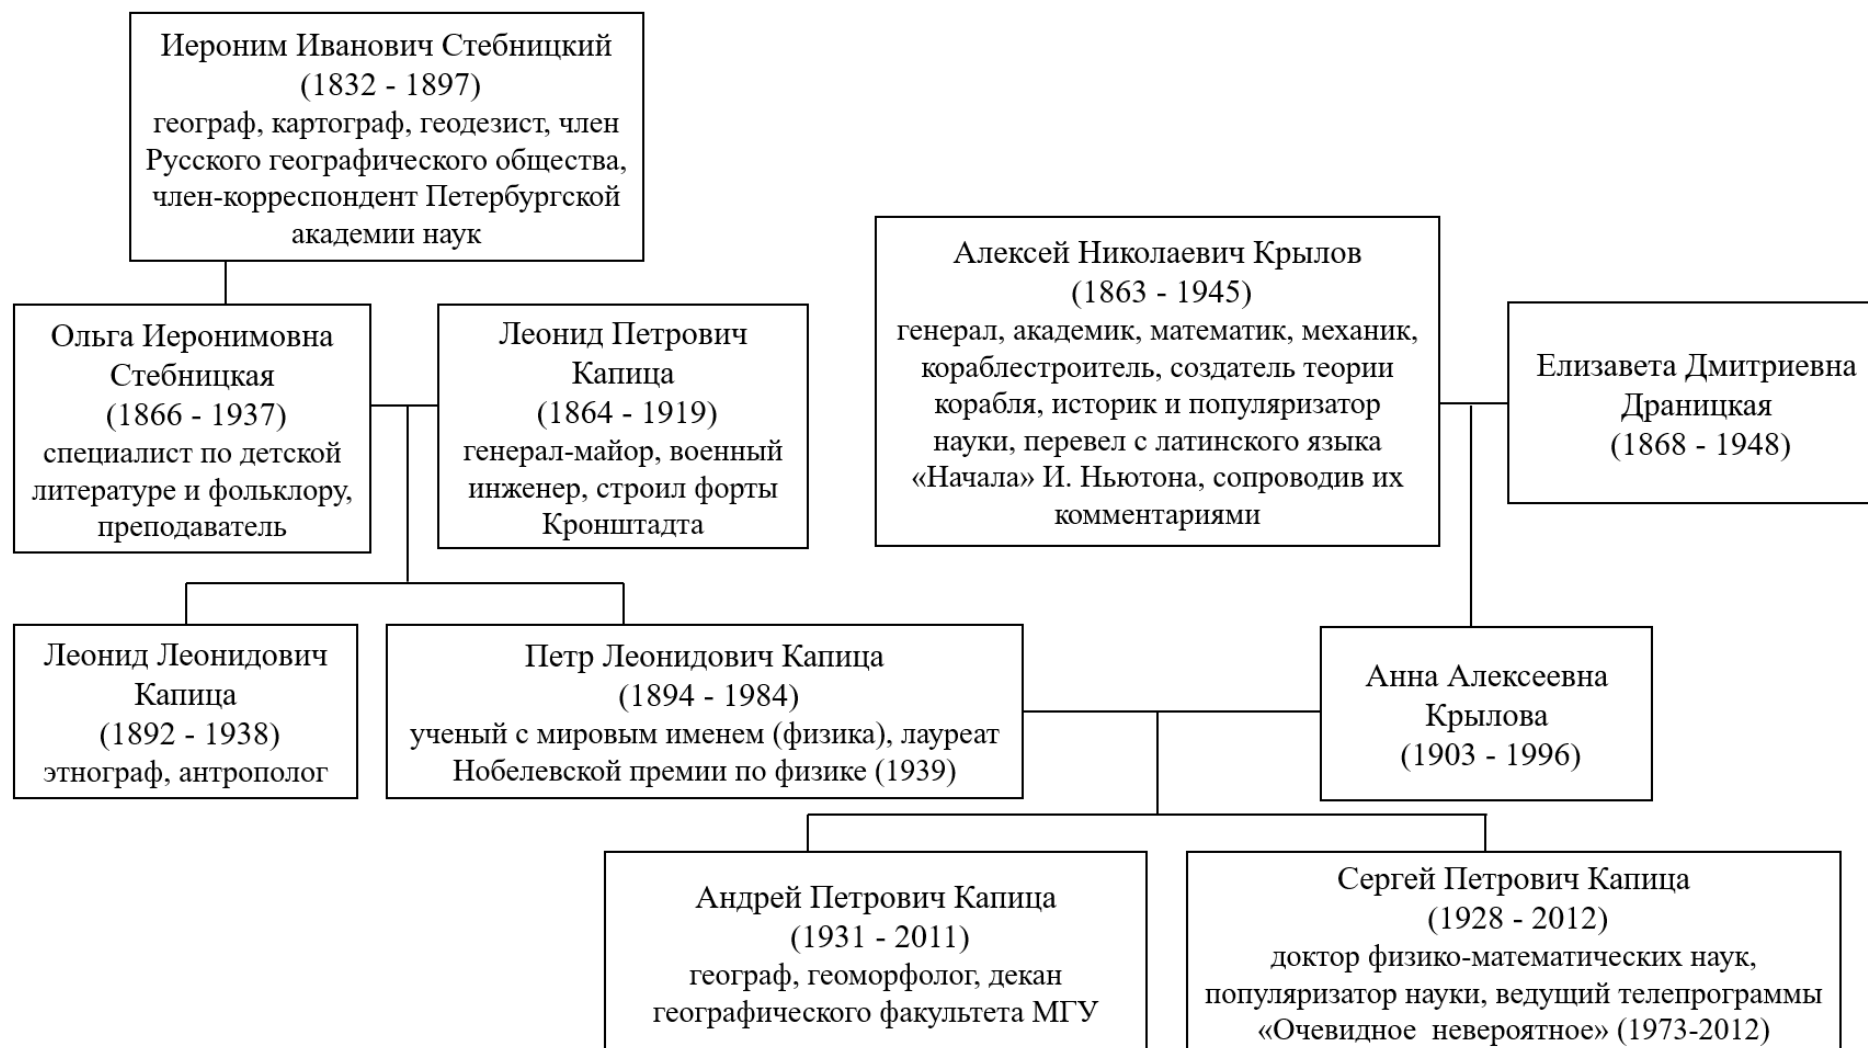 Иероним Иванович Стебницкий
(1832 - 1897)
географ, картограф, геодезист, член
Русского географического общества,
член-корреспондент Петербургской
академии наук
Алексей Николаевич Крылов
(1863 - 1945)
генерал, академик, математик, механик,
кораблестроитель, создатель теории
корабля, историк и популяризатор
науки, перевел с латинского языка
«Начала» И. Ньютона, сопроводив их
комментариями
Ольга Иеронимовна
Стебницкая
(1866 - 1937)
специалист по детской
литературе и фольклору,
преподаватель
Леонид Петрович
Капица
(1864 - 1919)
генерал-майор, военный
инженер, строил форты
Кронштадта
Елизавета Дмитриевна
Драницкая
(1868 - 1948)
Леонид Леонидович
Капица
(1892 - 1938)
этнограф, антрополог
Петр Леонидович Капица
(1894 - 1984)
ученый с мировым именем (физика), лауреат
Нобелевской премии по физике (1939)
Анна Алексеевна
Крылова
(1903 - 1996)
Андрей Петрович Капица
(1931 - 2011)
географ, геоморфолог, декан
географического факультета МГУ
Сергей Петрович Капица
(1928 - 2012)
доктор физико-математических наук,
популяризатор науки, ведущий телепрограммы
«Очевидное  невероятное» (1973-2012)